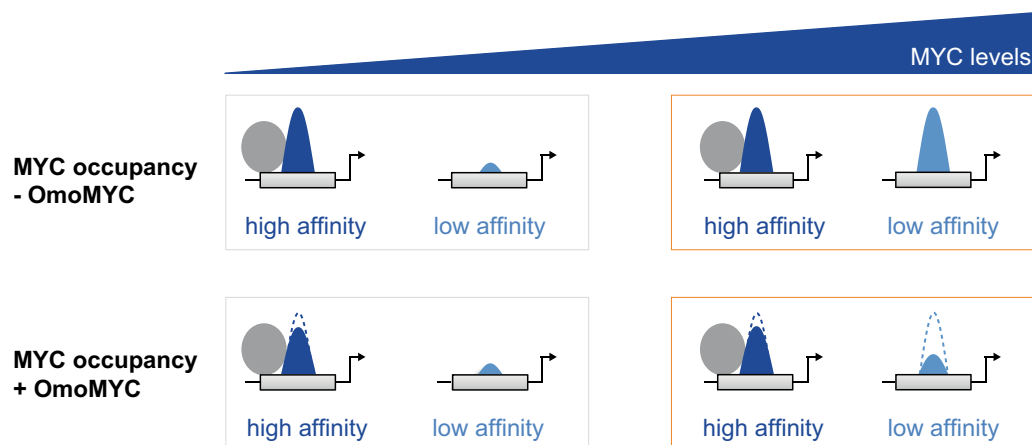 MYC levels
MYC occupancy
- OmoMYC
high affinity
low affinity
high affinity
low affinity
MYC occupancy
+ OmoMYC
high affinity
low affinity
high affinity
low affinity